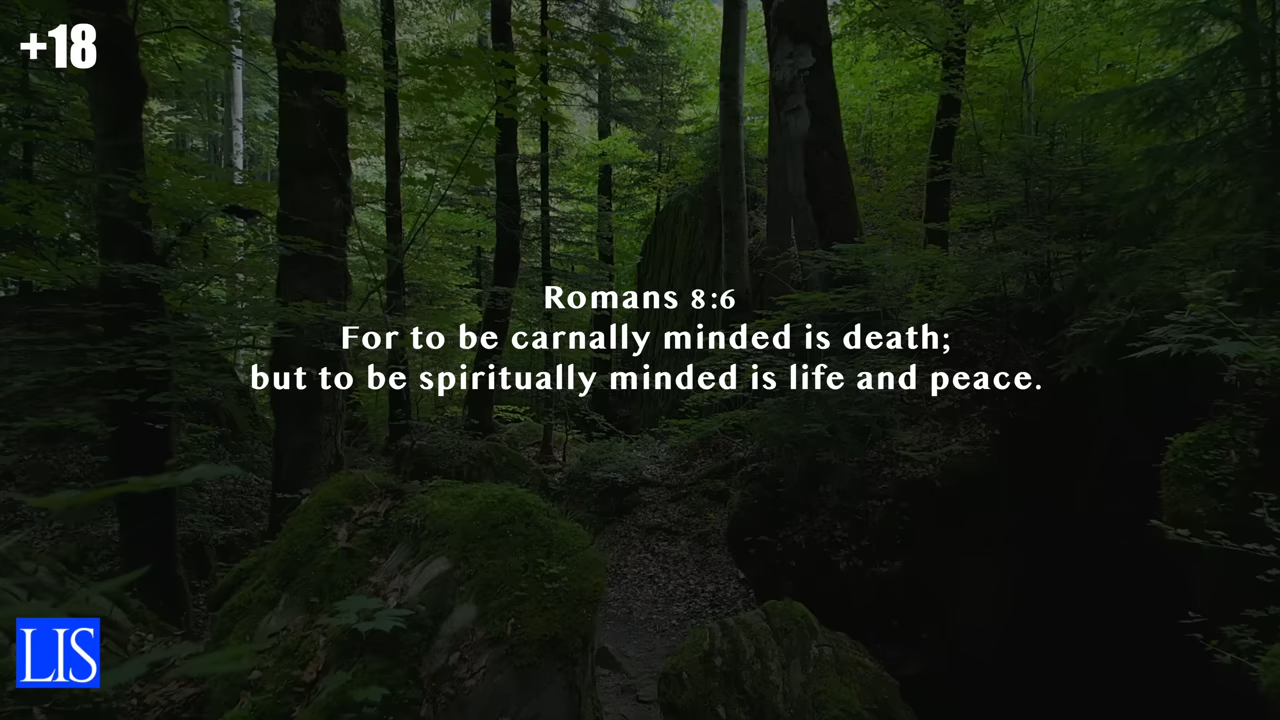 +18
Romans 8:6
For to be carnally minded is death;
but to be spiritually minded is life and peace.
LIS